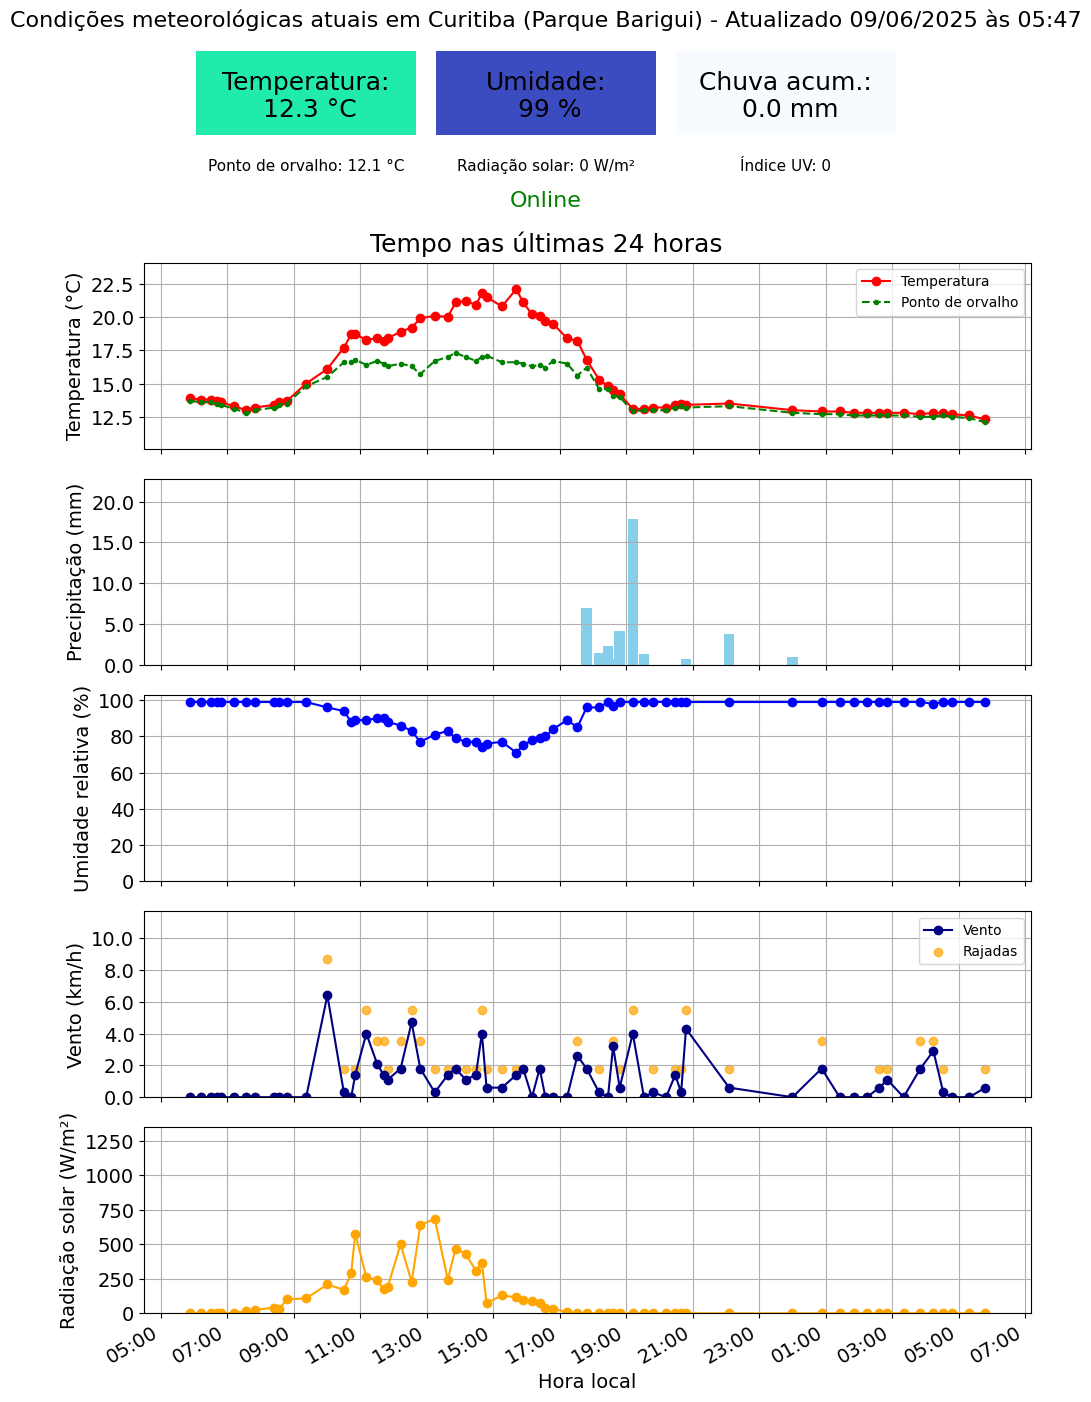 Condições meteorológicas atuais em Curitiba (Parque Barigui) - Atualizado 09/06/2025 às 05:47
Temperatura:
12.3 °C
Umidade:
99 %
Chuva acum.:
0.0 mm
Ponto de orvalho: 12.1 °C
Radiação solar: 0 W/m²
Índice UV: 0
Online
Tempo nas últimas 24 horas
Temperatura (°C)
22.5
20.0
17.5
15.0
12.5
Temperatura
Ponto de orvalho
Precipitação (mm)
20.0
15.0
10.0
5.0
0.0
Umidade relativa (%)
100
80
60
40
20
0
Vento (km/h)
10.0
8.0
6.0
4.0
2.0
0.0
Vento
Rajadas
Radiação solar (W/m²)
1250
1000
750
500
250
0
05:00 07:00 09:00 11:00 13:00 15:00 17:00 19:00 21:00 23:00 01:00 03:00 05:00 07:00
Hora local